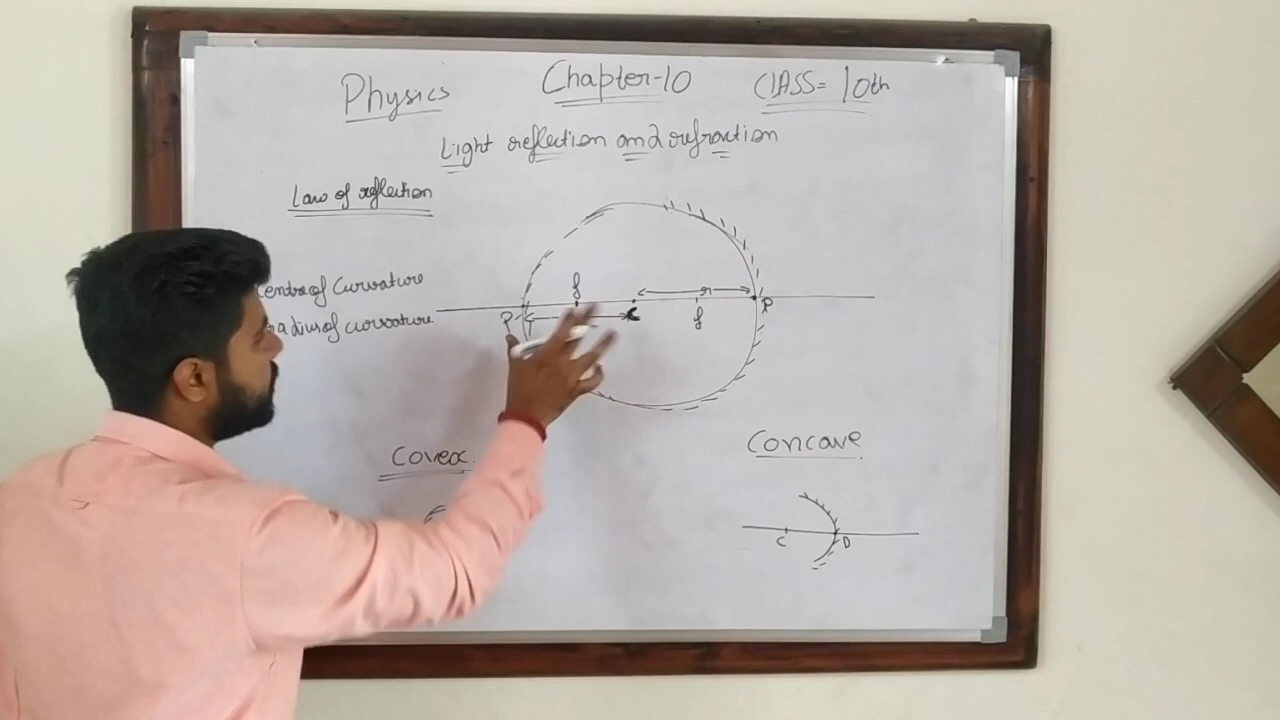 Physics Chapter-10 CLASS= 10th
Light reflection and refraction
Law of reflection
Centre of Curvature
radius of curvature
f
r
P C P
f
Covex
Concave
C D